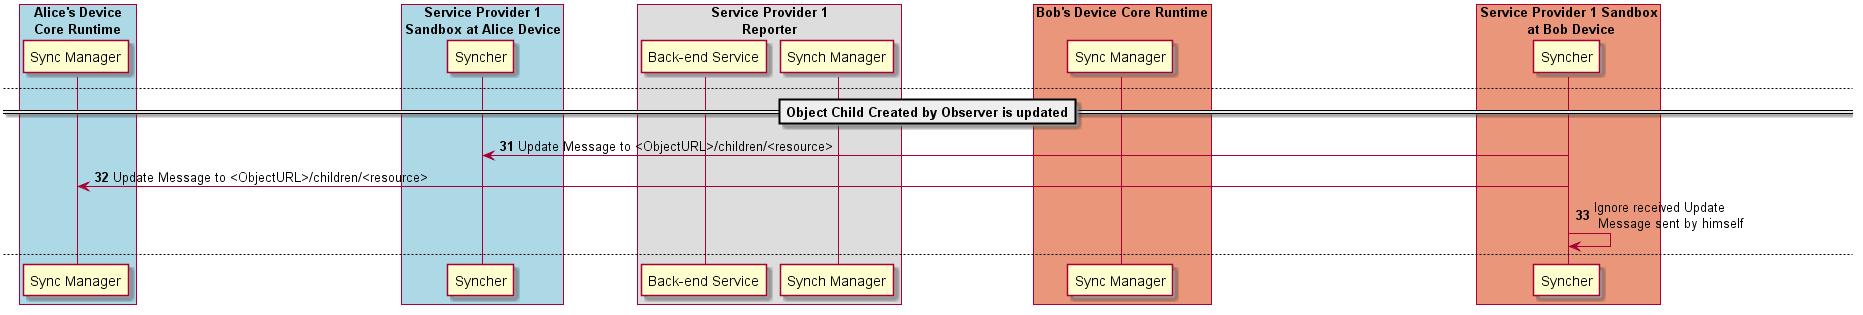 Alice's Device
Core Runtime
Service Provider 1
Sandbox at Alice Device
Service Provider 1
Reporter
Bob's Device Core Runtime
Service Provider 1 Sandbox
at Bob Device
Sync Manager
Syncher
Back-end Service
Synch Manager
Sync Manager
Syncher
Object Child Created by Observer is updated
31 Update Message to <ObjectURL>/children/<resource>
32 Update Message to <ObjectURL>/children/<resource>
33 Ignore received Update
Message sent by himself
Sync Manager
Syncher
Back-end Service
Synch Manager
Sync Manager
Syncher